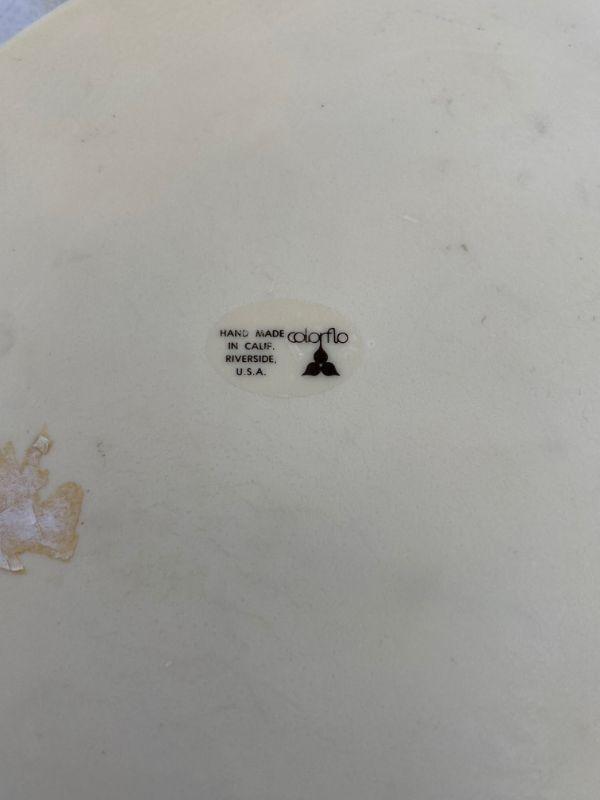 HAND MADE
IN CALIF.
RIVERSIDE,
U.S.A.
colorflo